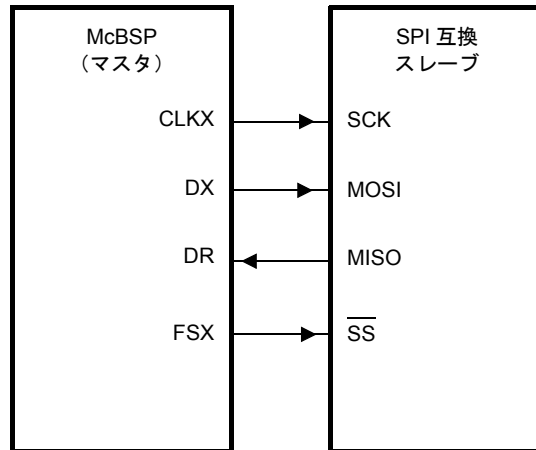 McBSP
（マスタ）
SPI 互換
スレーブ
CLKX
SCK
DX
MOSI
DR
MISO
FSX
SS